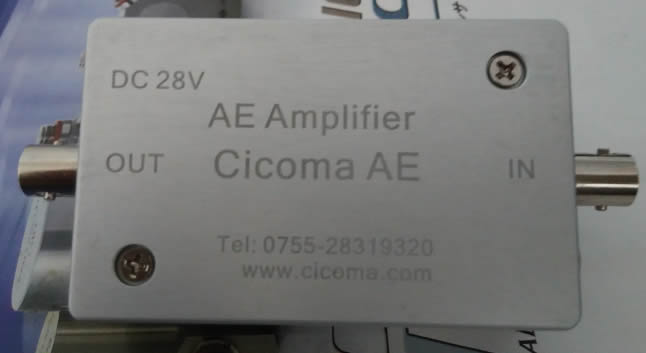 DC 28V
AE Amplifier
OUT
Cicoma AE
IN
Tel: 0755-28319320
www.cicoma.com